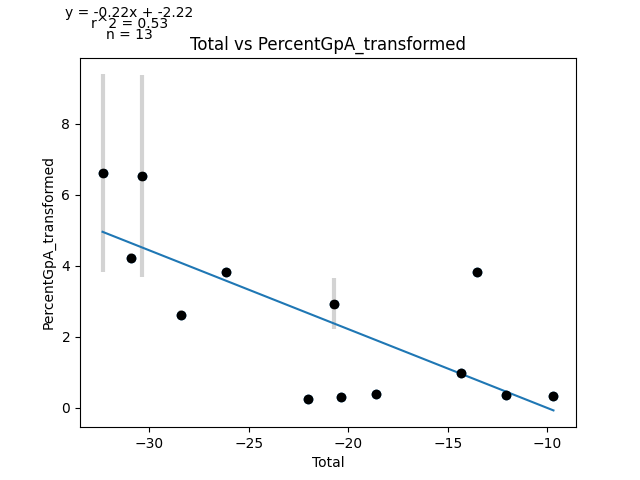 y = -0.22x + -2.22
r^2 = 0.53
n = 13
Total vs PercentGpA_transformed
PercentGpA_transformed
8
6
4
2
0
−30
−25
−20
−15
−10
Total